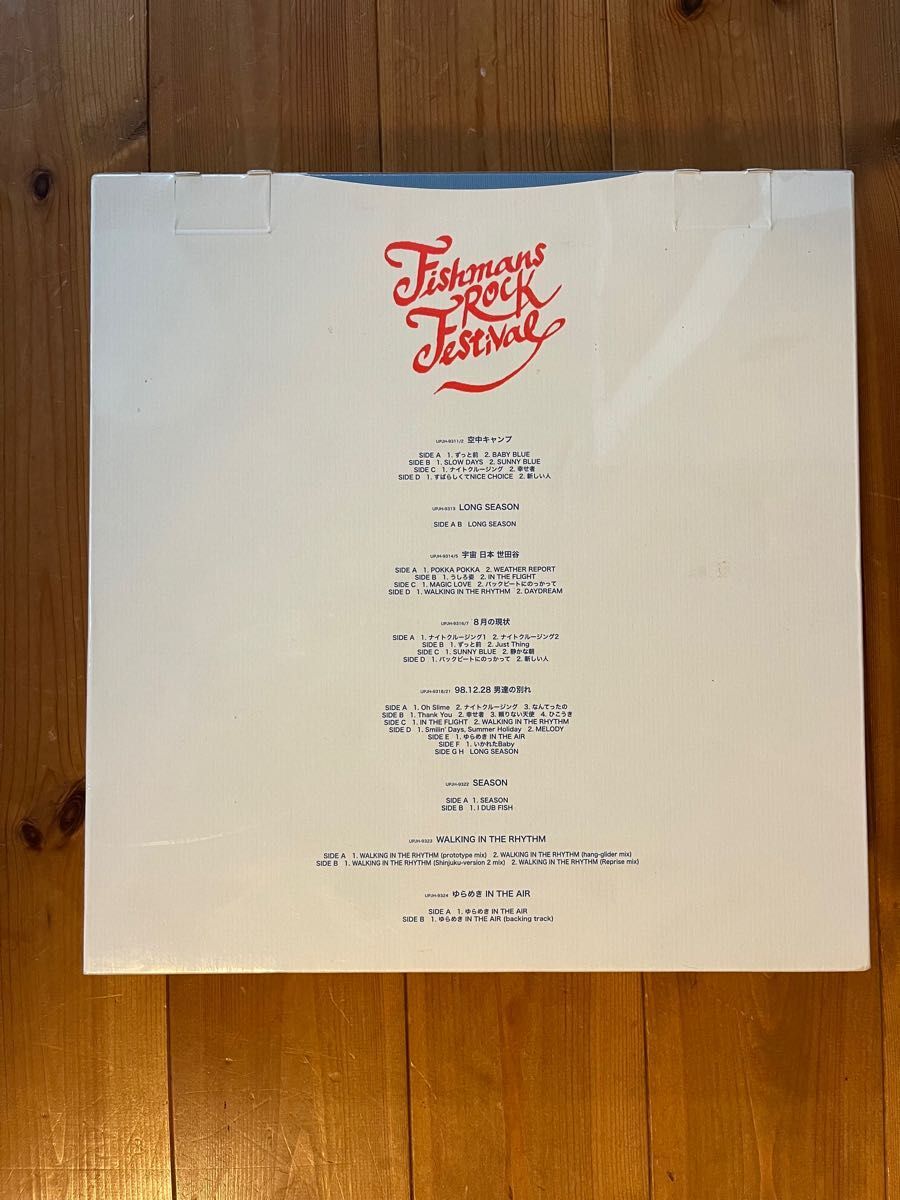 Fishmans
ROCK
Festival
UPJH-9311/2 空中キャンプ
SIDE A 1. ずっと前 2. BABY BLUE
SIDE B 1. SLOW DAYS 2. SUNNY BLUE
SIDE C 1. ナイトクルージング 2. 幸せ者
SIDE D 1. すばらしくてNICE CHOICE 2. 新しい人
UPJH-9313 LONG SEASON
SIDE A B LONG SEASON
UPJH-9314/5 宇宙 日本 世田谷
SIDE A 1. POKKA POKKA 2. WEATHER REPORT
SIDE B 1. うしろ姿 2. IN THE FLIGHT
SIDE C 1. MAGIC LOVE 2. バックビートにのっかって
SIDE D 1. WALKING IN THE RHYTHM 2. DAYDREAM
UPJH-9316/7 8月の現状
SIDE A 1. ナイトクルージング1 2. ナイトクルージング2
SIDE B 1. ずっと前 2. Just Thing
SIDE C 1. SUNNY BLUE 2. 静かな朝
SIDE D 1. バックビートにのっかって 2. 新しい人
UPJH-9318/21 98.12.28 男達の別れ
SIDE A 1. Oh Slime 2. ナイトクルージング 3. なんてったの
SIDE B 1. Thank You 2. 幸せ者 3. 頼りない天使 4. ひこうき
SIDE C 1. IN THE FLIGHT 2. WALKING IN THE RHYTHM
SIDE D 1. Smilin' Days, Summer Holiday 2. MELODY
SIDE E 1. ゆらめき IN THE AIR
SIDE F 1. いかれたBaby
SIDE G H LONG SEASON
UPJH-9322 SEASON
SIDE A 1. SEASON
SIDE B 1. I DUB FISH
UPJH-9323 WALKING IN THE RHYTHM
SIDE A 1. WALKING IN THE RHYTHM (prototype mix) 2. WALKING IN THE RHYTHM (hang-glider mix)
SIDE B 1. WALKING IN THE RHYTHM (Shinjuku-version 2 mix) 2. WALKING IN THE RHYTHM (Reprise mix)
UPJH-9324 ゆらめき IN THE AIR
SIDE A 1. ゆらめき IN THE AIR
SIDE B 1. ゆらめき IN THE AIR (backing track)